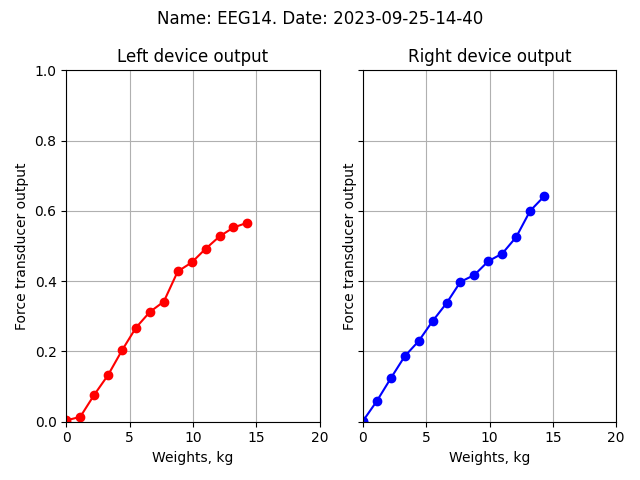 Name: EEG14. Date: 2023-09-25-14-40
Left device output
Right device output
1.0
0.8
0.6
0.4
0.2
0.0
Force transducer output
Force transducer output
0 5 10 15 20
0 5 10 15 20
Weights, kg
Weights, kg